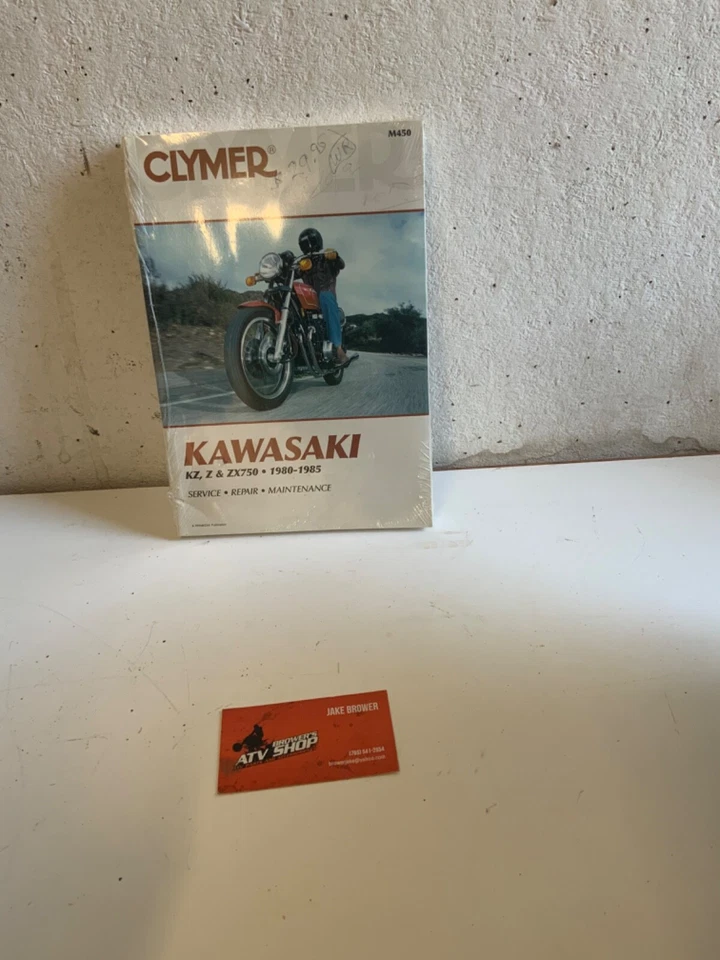 CLYMER®
M450
KAWASAKI
KZ, Z & ZX750 • 1980-1985
SERVICE • REPAIR • MAINTENANCE
JAKE BROWER
BROWER'S
ATV SHOP